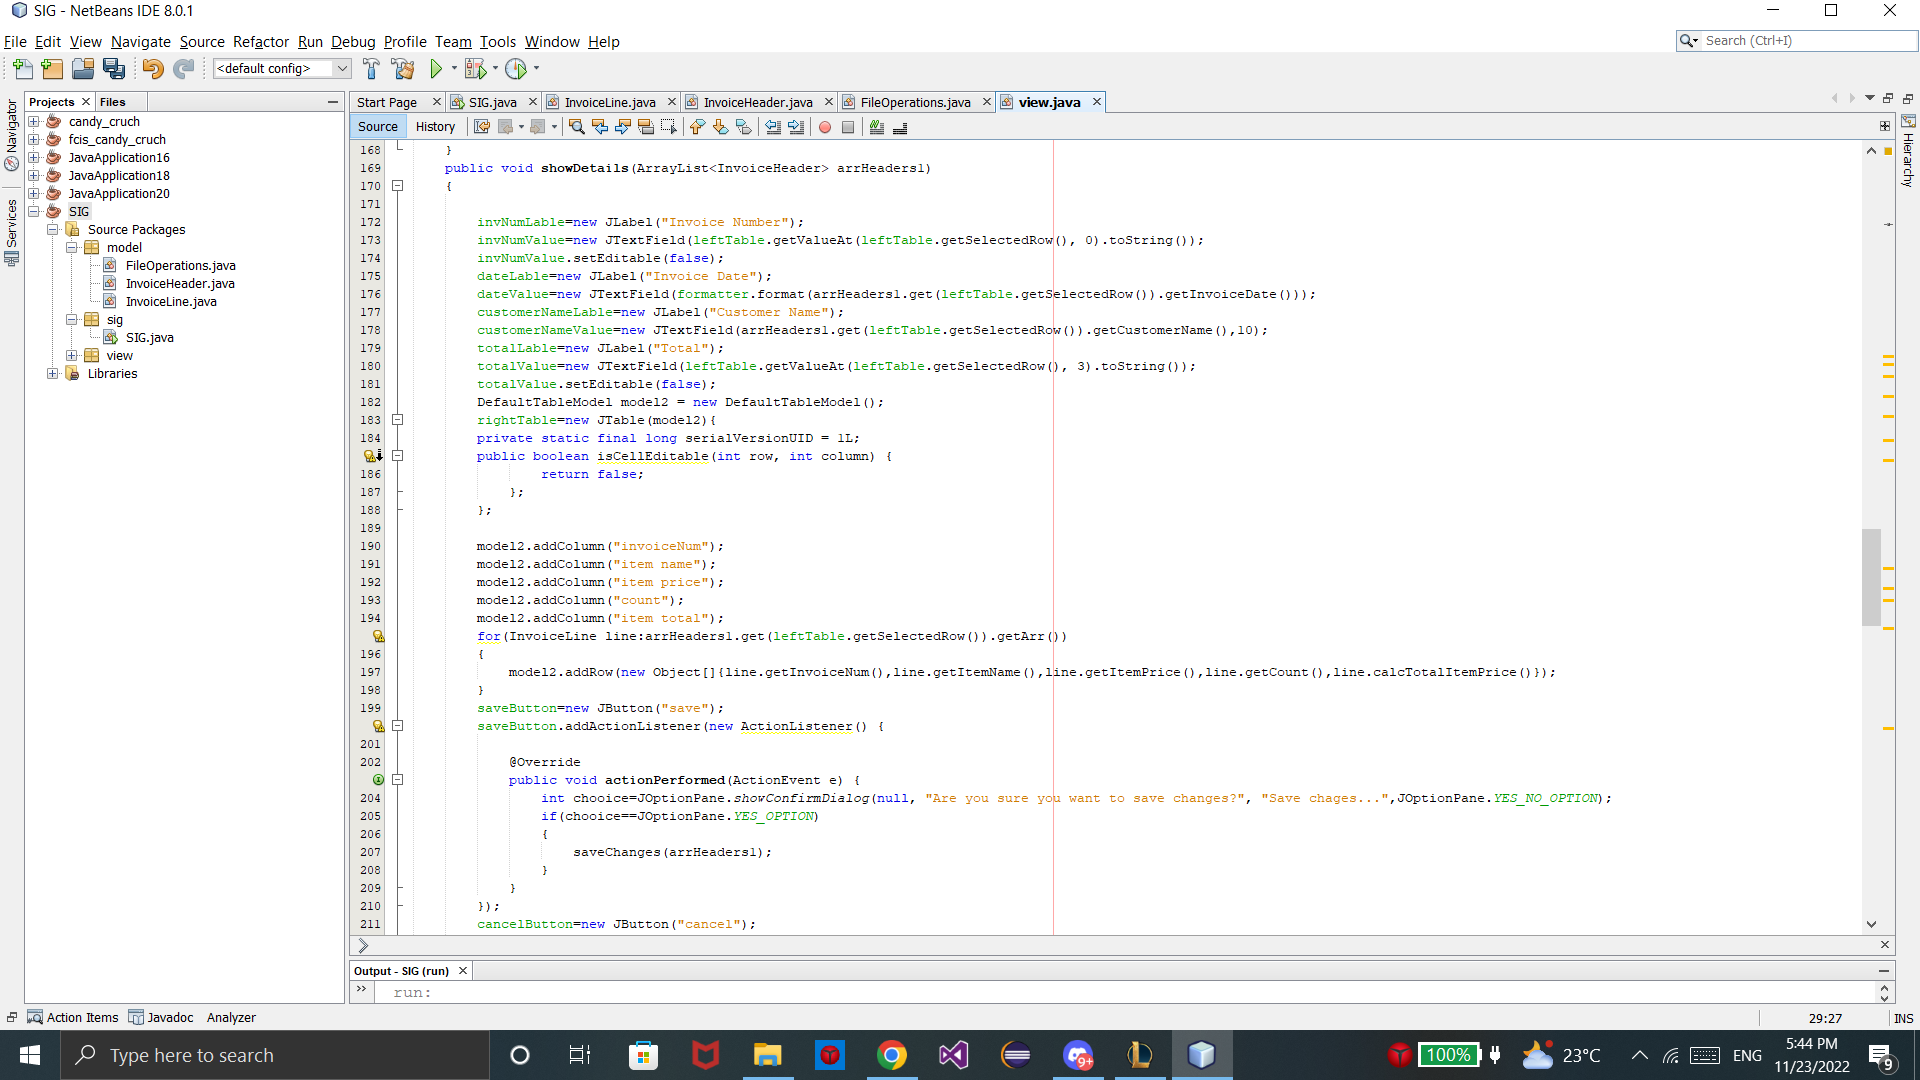 SIG - NetBeans IDE 8.0.1
File Edit View Navigate Source Refactor Run Debug Profile Team Tools Window Help
Search (Ctrl+I)
<default config>
Navigator
Services
Projects
Files
candy_cruch
fcis_candy_cruch
JavaApplication16
JavaApplication18
JavaApplication20
SIG
Source Packages
model
FileOperations.java
InvoiceHeader.java
InvoiceLine.java
sig
SIG.java
view
Libraries
Start Page
SIG.java
InvoiceLine.java
InvoiceHeader.java
FileOperations.java
view.java
Source
History
Hierarchy
168 }
169 public void showDetails(ArrayList<InvoiceHeader> arrHeaders1)
170 {
171
172 invNumLable=new JLabel("Invoice Number");
173 invNumValue=new JTextField(leftTable.getValueAt(leftTable.getSelectedRow(), 0).toString());
174 invNumValue.setEditable(false);
175 dateLable=new JLabel("Invoice Date");
176 dateValue=new JTextField(formatter.format(arrHeaders1.get(leftTable.getSelectedRow()).getInvoiceDate()));
177 customerNameLable=new JLabel("Customer Name");
178 customerNameValue=new JTextField(arrHeaders1.get(leftTable.getSelectedRow()).getCustomerName(),10);
179 totalLable=new JLabel("Total");
180 totalValue=new JTextField(leftTable.getValueAt(leftTable.getSelectedRow(), 3).toString());
181 totalValue.setEditable(false);
182 DefaultTableModel model2 = new DefaultTableModel();
183 rightTable=new JTable(model2){
184 private static final long serialVersionUID = 1L;
public boolean isCellEditable(int row, int column) {
186 return false;
187 };
188 };
189
190 model2.addColumn("invoiceNum");
191 model2.addColumn("item name");
192 model2.addColumn("item price");
193 model2.addColumn("count");
194 model2.addColumn("item total");
for(InvoiceLine line:arrHeaders1.get(leftTable.getSelectedRow()).getArr())
196 {
197 model2.addRow(new Object[]{line.getInvoiceNum(),line.getItemName(),line.getItemPrice(),line.getCount(),line.calcTotalItemPrice()});
198 }
199 saveButton=new JButton("save");
saveButton.addActionListener(new ActionListener() {
201
202 @Override
public void actionPerformed(ActionEvent e) {
204 int chooice=JOptionPane.showConfirmDialog(null, "Are you sure you want to save changes?", "Save chages...",JOptionPane.YES_NO_OPTION);
205 if(chooice==JOptionPane.YES_OPTION)
206 {
207 saveChanges(arrHeaders1);
208 }
209 }
210 });
211 cancelButton=new JButton("cancel");
Output - SIG (run)
run:
Action Items
Javadoc
Analyzer
29:27
INS
Type here to search
9+
100%
23°C
ENG
5:44 PM
11/23/2022
9